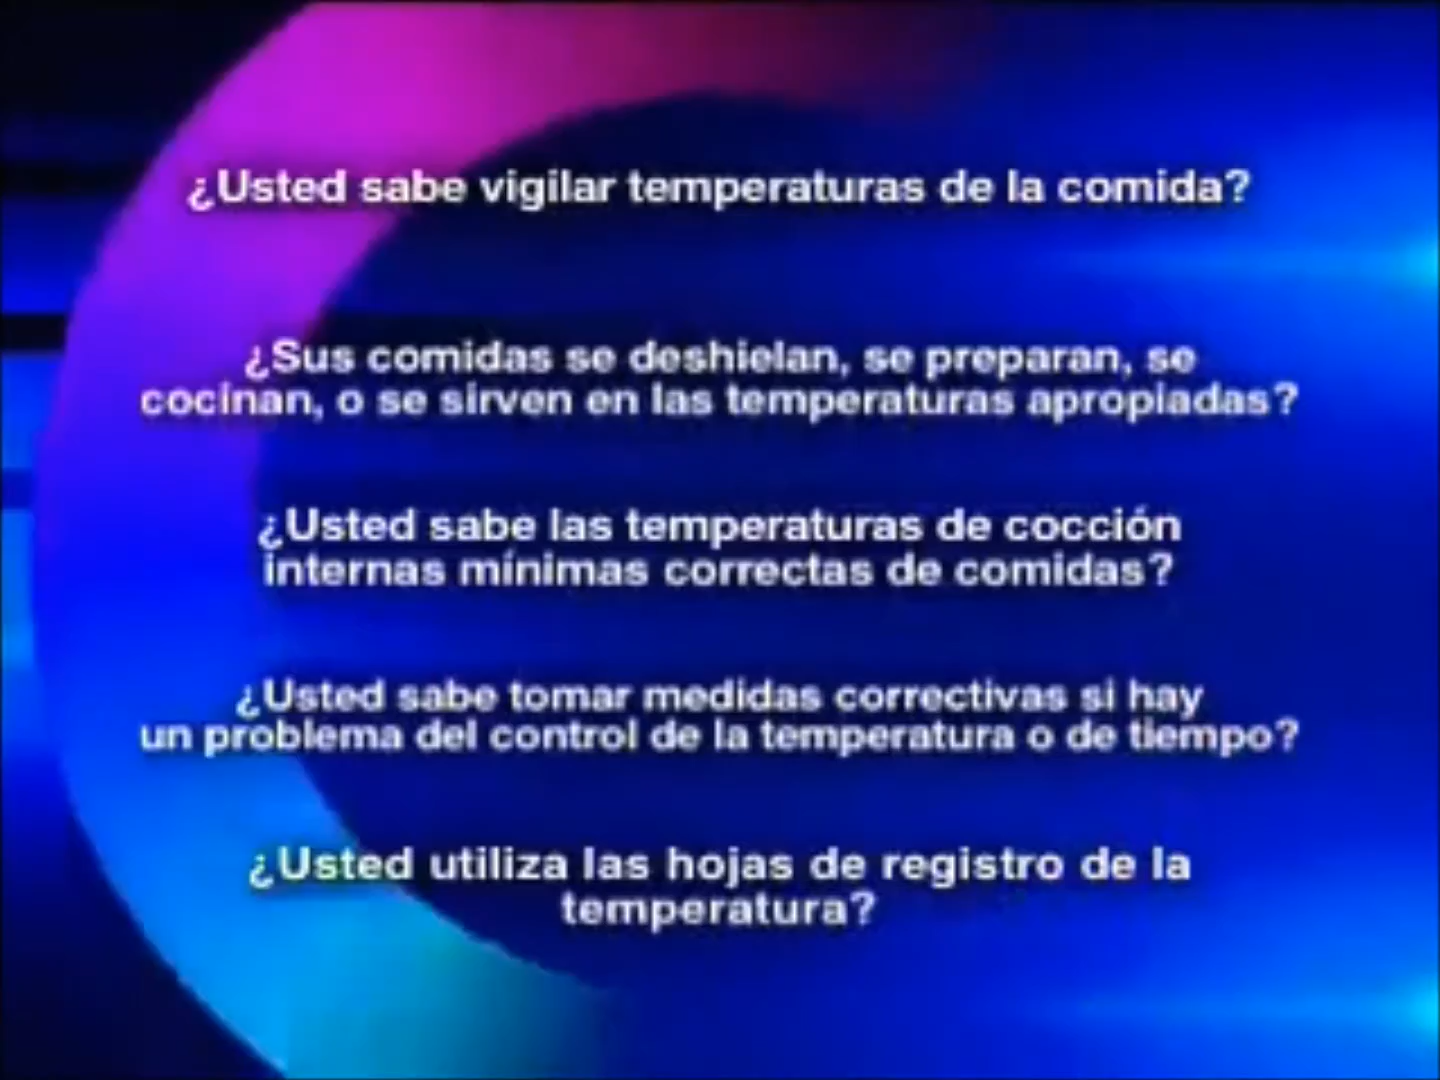 ¿Usted sabe vigilar temperaturas de la comida?
¿Sus comidas se deshielan, se preparan, se
cocinan, o se sirven en las temperaturas apropiadas?
¿Usted sabe las temperaturas de cocción
internas mínimas correctas de comidas?
¿Usted sabe tomar medidas correctivas si hay
un problema del control de la temperatura o de tiempo?
¿Usted utiliza las hojas de registro de la
temperatura?